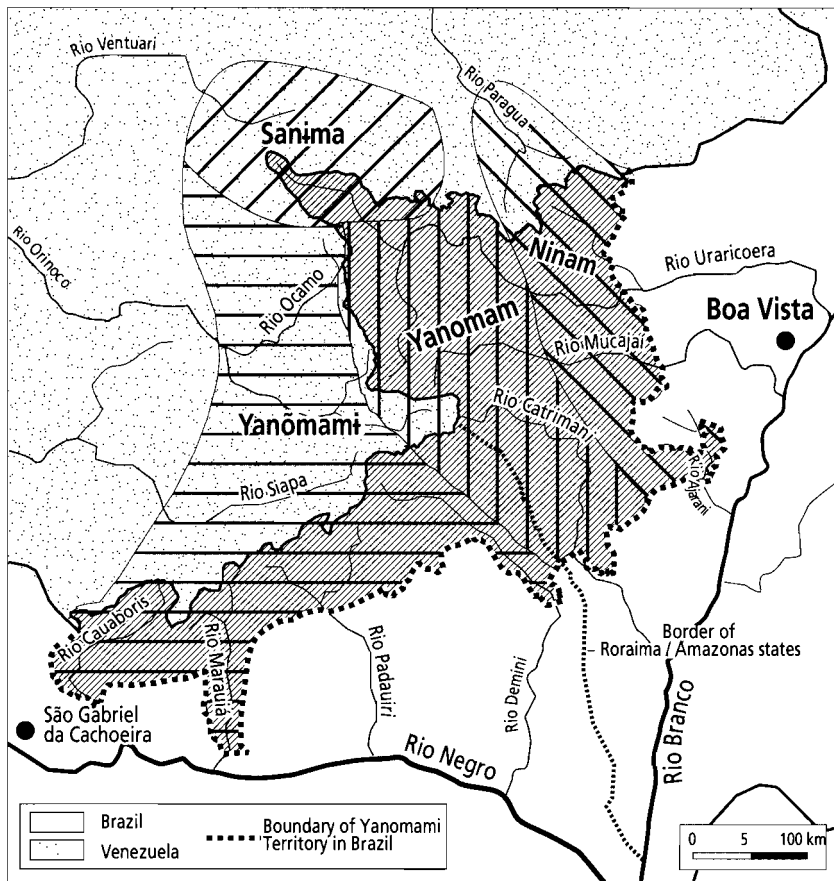 Rio Ventuari
Rio Paragua
Sanima
Rio Orinoco
Rio Ocamo
Ninam
Rio Uraricoera
Yanomam
Boa Vista
Rio Mucajai
Rio Catrimani
Yanõmami
Rio Siapa
Rio Ajarani
Rio Cauaboris
Rio Marauia
Rio Padauiri
Rio Demini
Border of
Roraima / Amazonas states
São Gabriel
da Cachoeira
Rio Negro
Rio Branco
Brazil
Venezuela
Boundary of Yanomami
Territory in Brazil
0 5 100 km